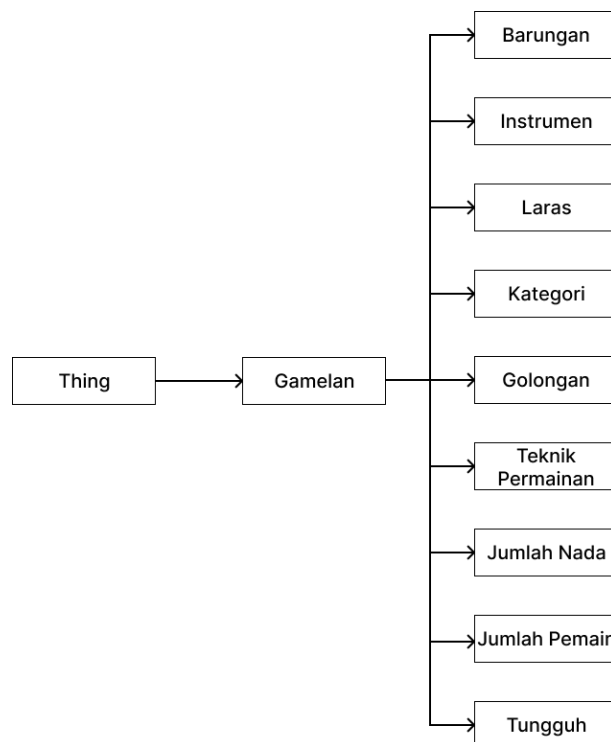 Barungan
Instrumen
Laras
Kategori
Thing
Gamelan
Golongan
Teknik
Permainan
Jumlah Nada
Jumlah Pemain
Tungguh